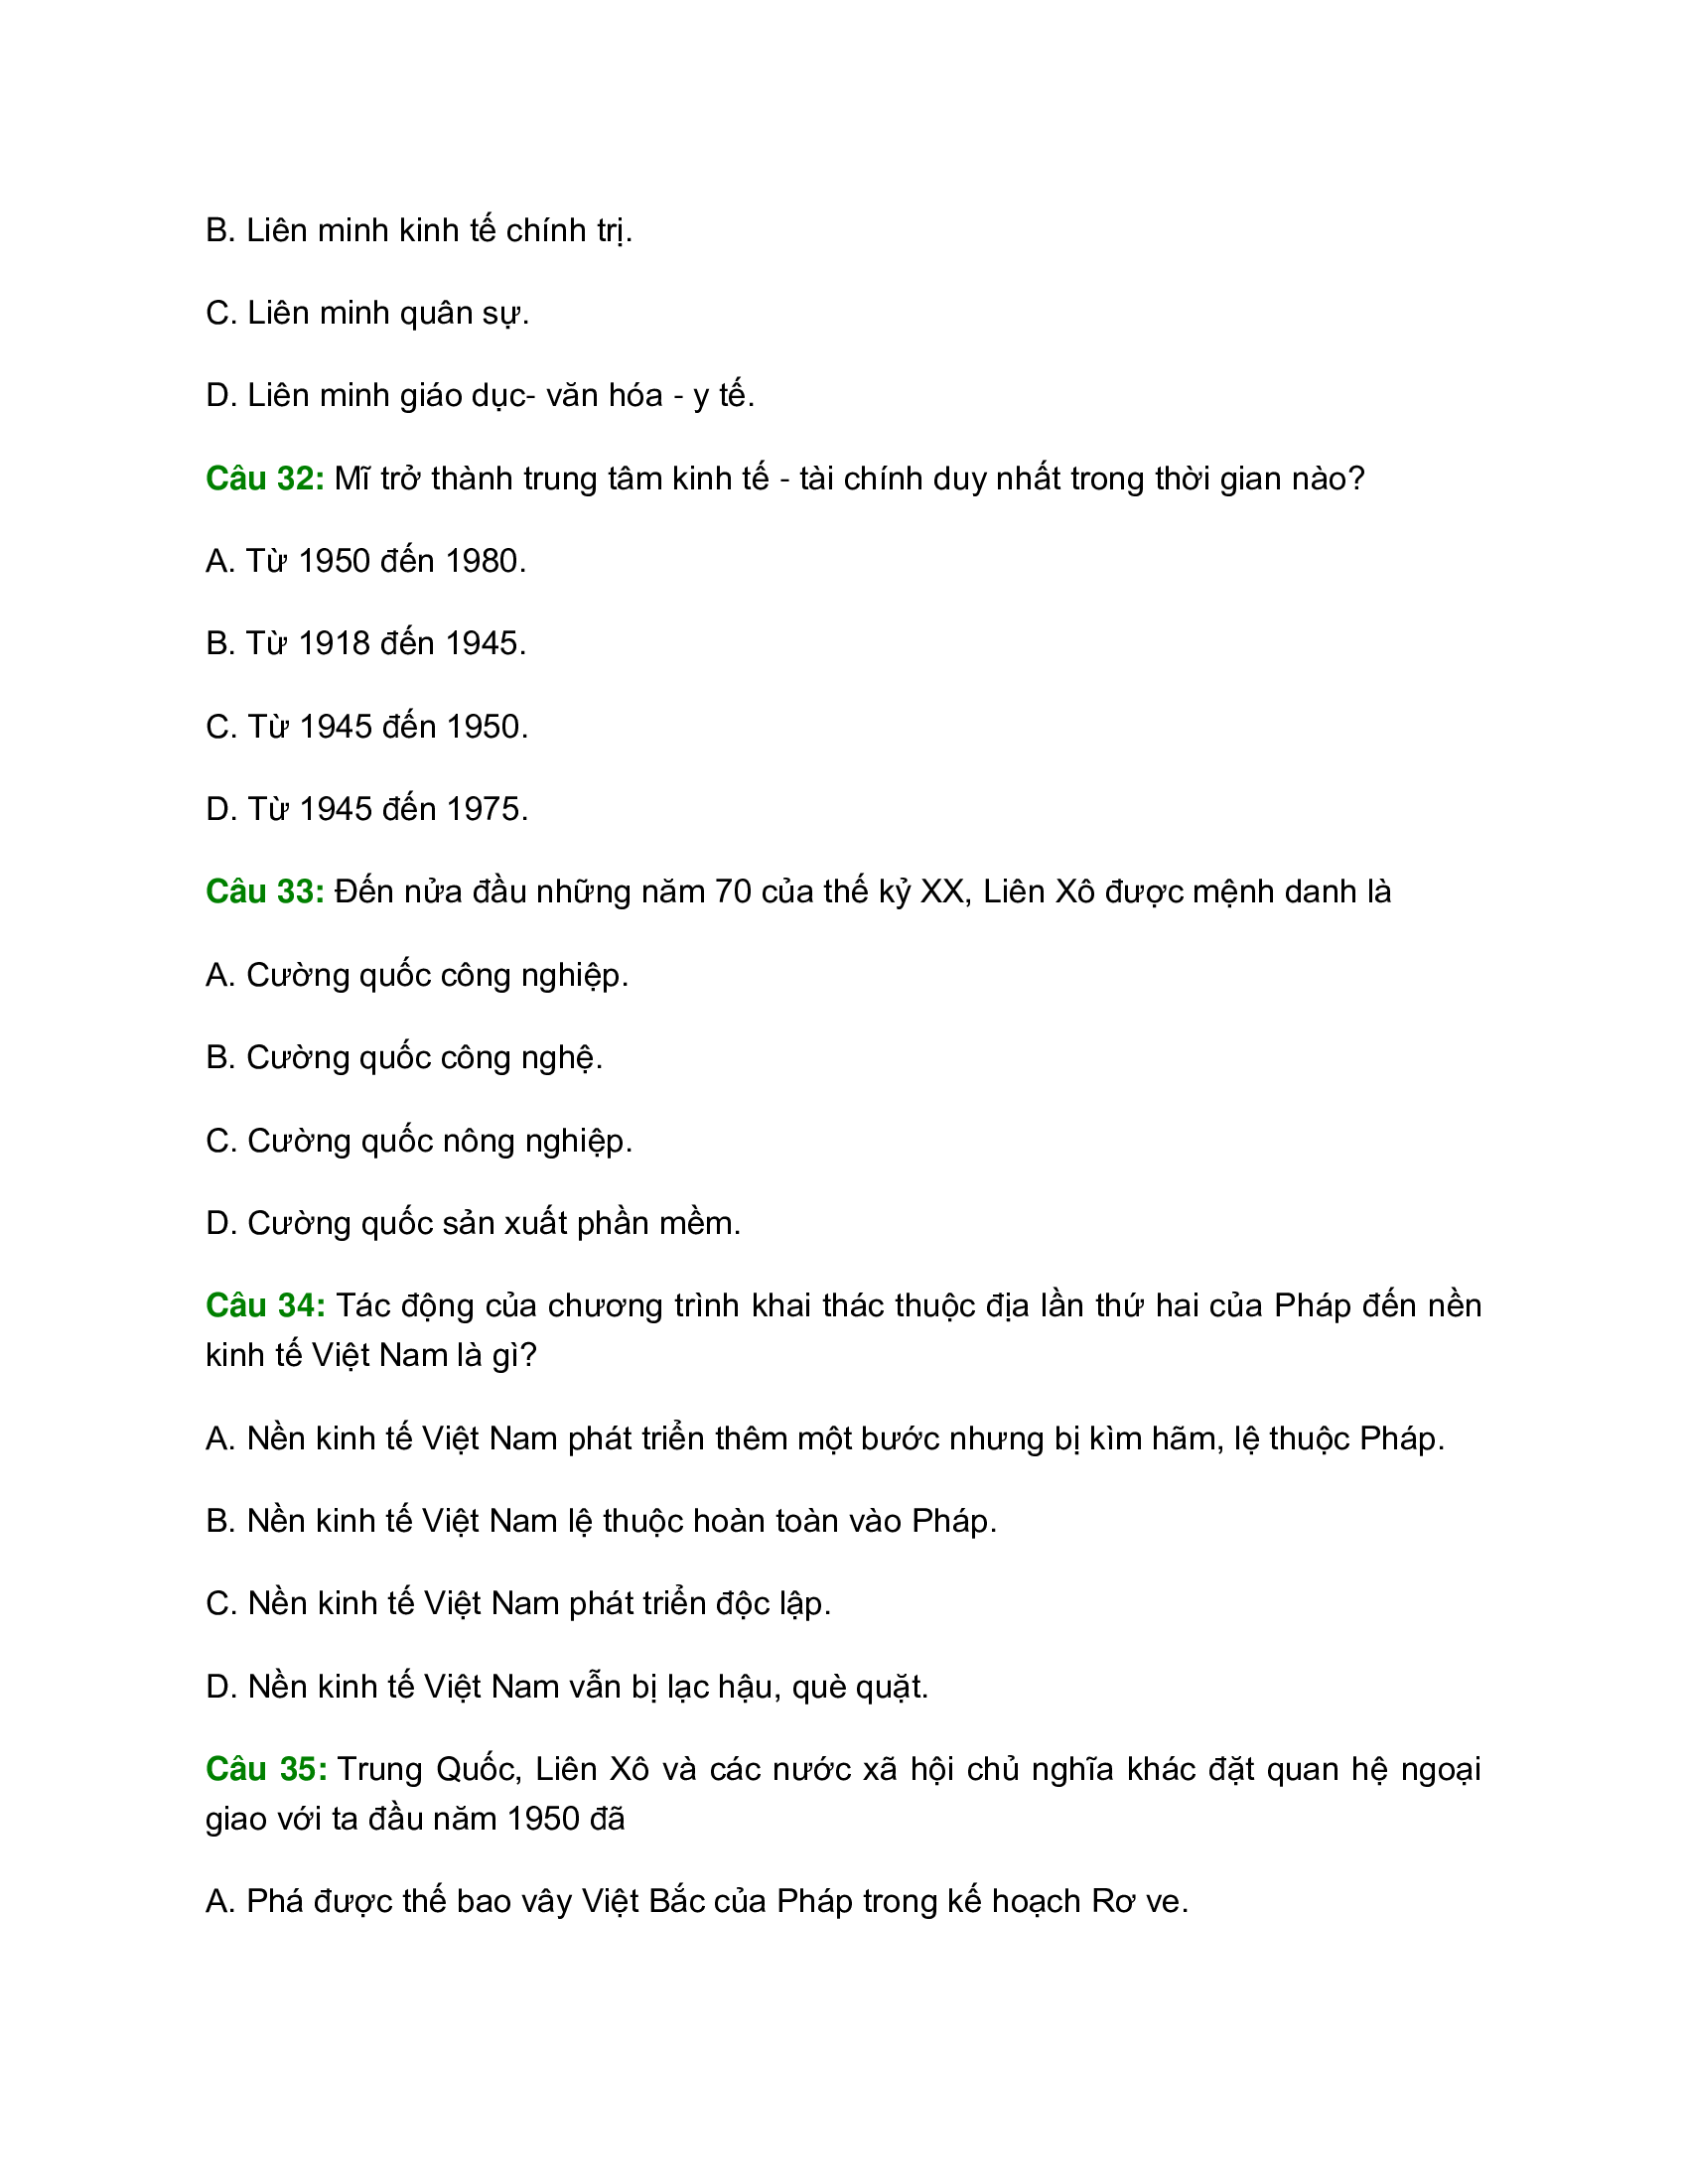 B. Liên minh kinh tế chính trị.
C. Liên minh quân sự.
D. Liên minh giáo dục- văn hóa - y tế.
Câu 32: Mĩ trở thành trung tâm kinh tế - tài chính duy nhất trong thời gian nào?
A. Từ 1950 đến 1980.
B. Từ 1918 đến 1945.
C. Từ 1945 đến 1950.
D. Từ 1945 đến 1975.
Câu 33: Đến nửa đầu những năm 70 của thế kỷ XX, Liên Xô được mệnh danh là
A. Cường quốc công nghiệp.
B. Cường quốc công nghệ.
C. Cường quốc nông nghiệp.
D. Cường quốc sản xuất phần mềm.
Câu 34: Tác động của chương trình khai thác thuộc địa lần thứ hai của Pháp đến nền
kinh tế Việt Nam là gì?
A. Nền kinh tế Việt Nam phát triển thêm một bước nhưng bị kìm hãm, lệ thuộc Pháp.
B. Nền kinh tế Việt Nam lệ thuộc hoàn toàn vào Pháp.
C. Nền kinh tế Việt Nam phát triển độc lập.
D. Nền kinh tế Việt Nam vẫn bị lạc hậu, què quặt.
Câu 35: Trung Quốc, Liên Xô và các nước xã hội chủ nghĩa khác đặt quan hệ ngoại
giao với ta đầu năm 1950 đã
A. Phá được thế bao vây Việt Bắc của Pháp trong kế hoạch Rơ ve.